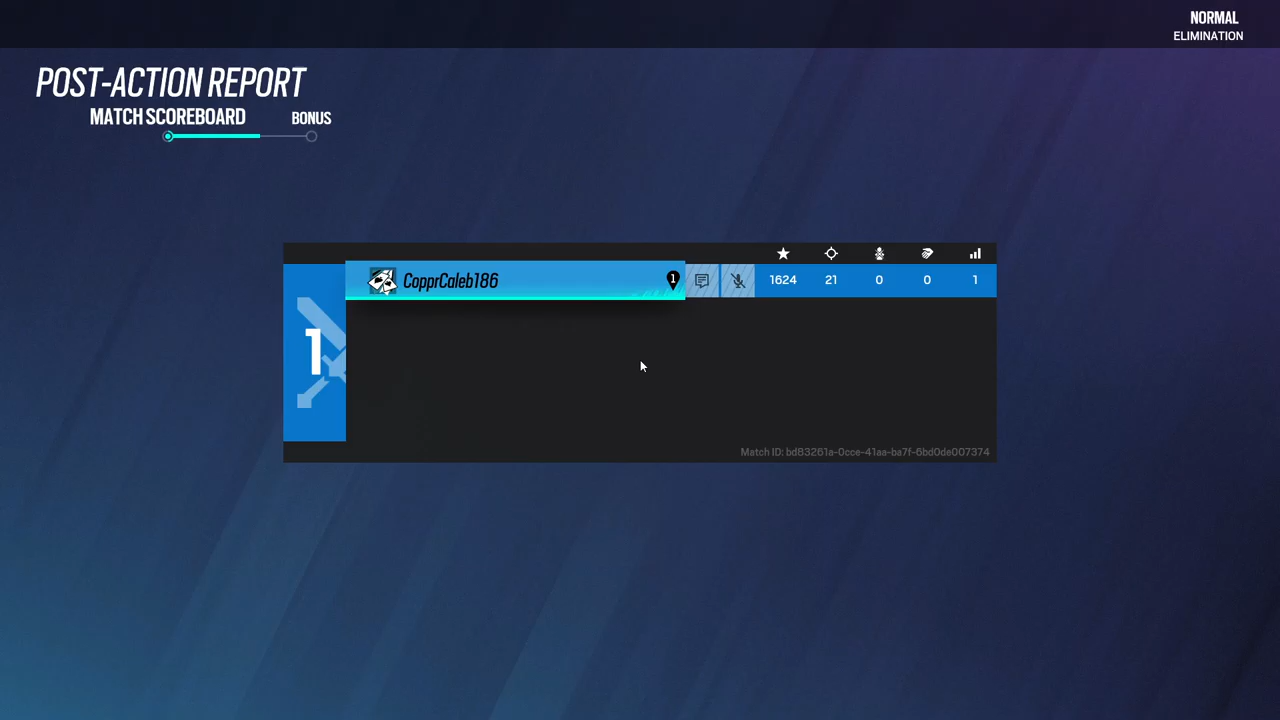 NORMAL
ELIMINATION
POST-ACTION REPORT
MATCH SCOREBOARD BONUS
CopprCaleb186 1 1624 21 0 0 1
1
Match ID: bd83261a-0cce-41aa-ba7f-6bd0de007374